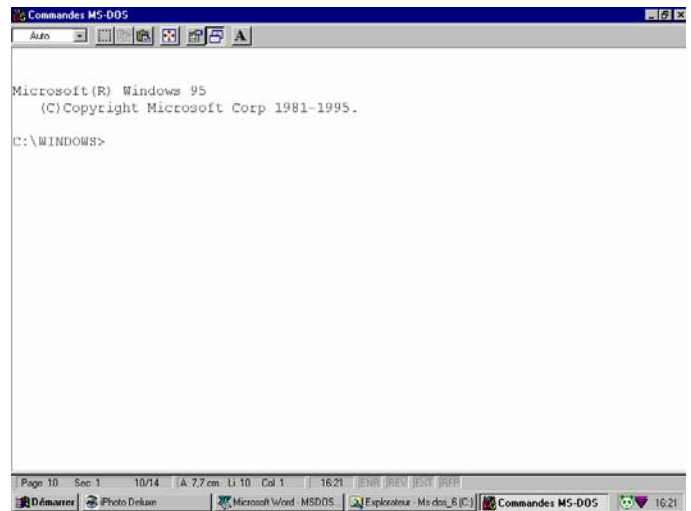 Commandes MS-DOS
Auto
A
Microsoft(R) Windows 95
(C)Copyright Microsoft Corp 1981-1995.
C:\WINDOWS>
Page 10 Sec 1 10/14 A 7,7 cm Li 10 Col 1 16:21 ENR REV EXT RFP
Démarrer iPhoto Deluxe Microsoft Word - MSDOS... Explorateur - Ms dos_6 (C:) Commandes MS-DOS 16:21